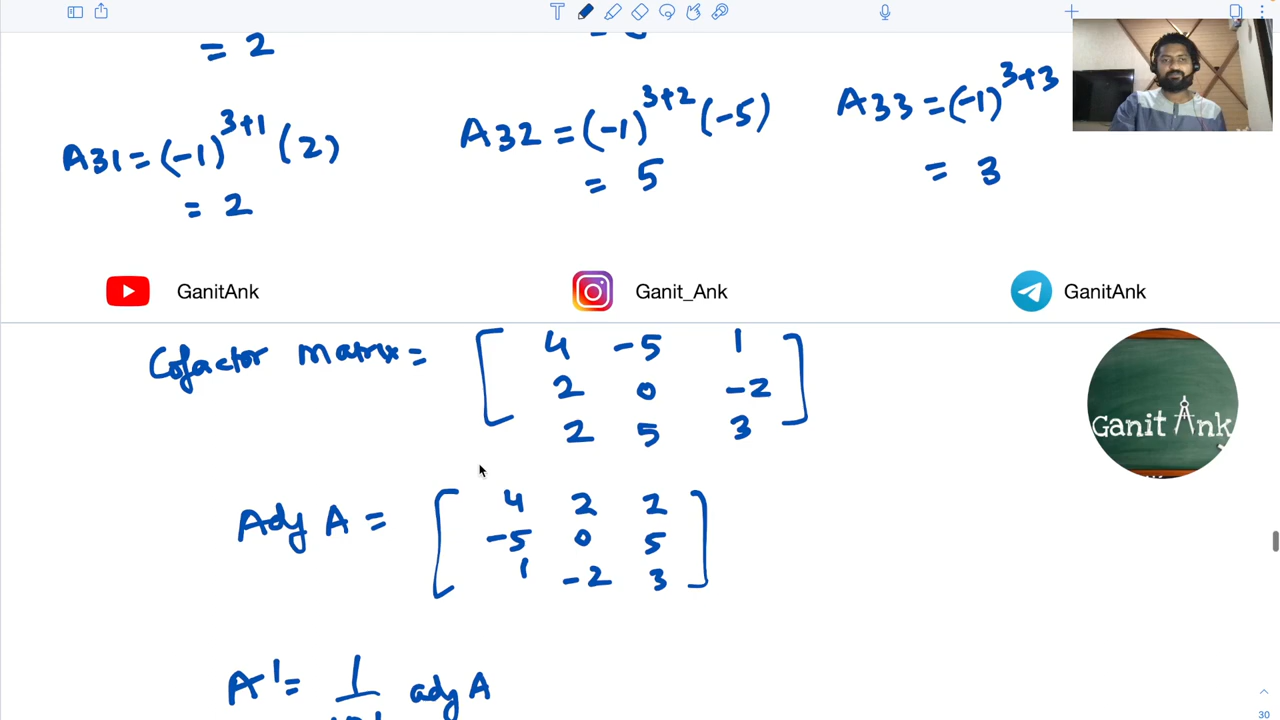 = 2
A31 = (-1)^3+1 (2)
= 2
A32 = (-1)^3+2 (-5)
= 5
A33 = (-1)^3+3
= 3
GanitAnk
Ganit_Ank
GanitAnk
Cofactor matrix = [ 4 -5 1
2 0 -2
2 5 3 ]
Ganit Ank
Adj A = [ 4 2 2
-5 0 5
1 -2 3 ]
A^-1 = 1 adj A
30